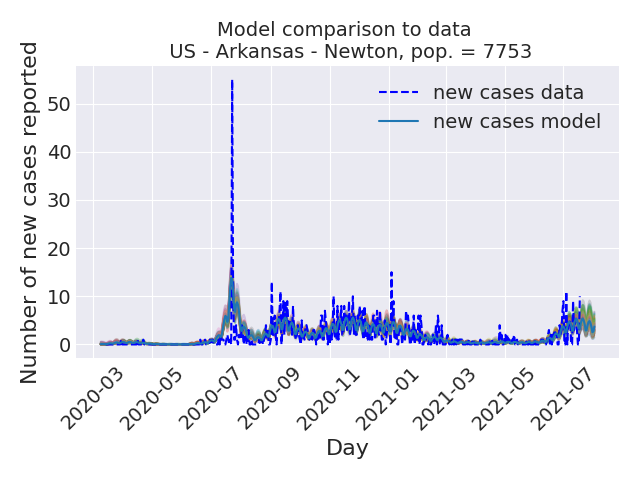 Model comparison to data
US - Arkansas - Newton, pop. = 7753
Number of new cases reported
50
40
30
20
10
0
new cases data
new cases model
2020-03
2020-05
2020-07
2020-09
2020-11
2021-01
2021-03
2021-05
2021-07
Day